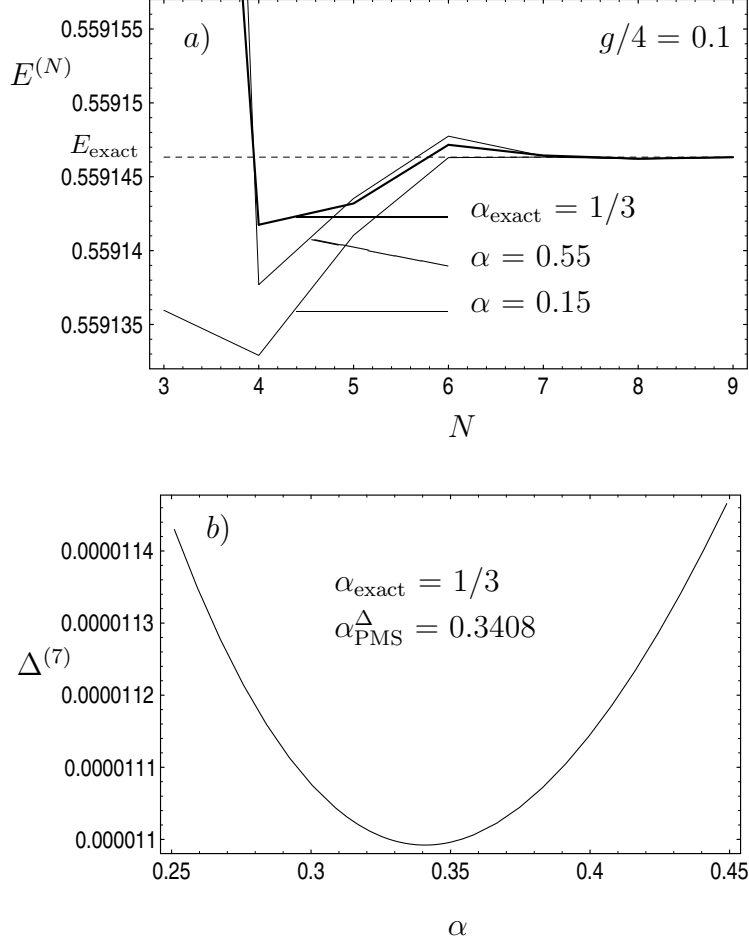 0.559155
a)
g/4 = 0.1
E^(N)
0.55915
E_exact
0.559145
α_exact = 1/3
0.55914
α = 0.55
α = 0.15
0.559135
3 4 5 6 7 8 9
N
b)
0.0000114
α_exact = 1/3
0.0000113
α^Δ_PMS = 0.3408
Δ^(7)
0.0000112
0.0000111
0.000011
0.25 0.3 0.35 0.4 0.45
α